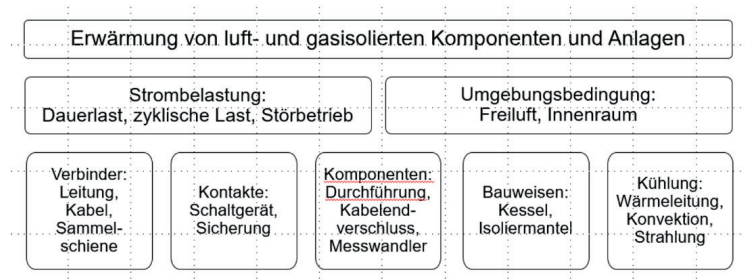 Erwärmung von luft- und gasisolierten Komponenten und Anlagen
Strombelastung:
Dauerlast, zyklische Last, Störbetrieb
Umgebungsbedingung:
Freiluft, Innenraum
Verbinder:
Leitung,
Kabel,
Sammel-
schiene
Kontakte:
Schaltgerät,
Sicherung
Komponenten:
Durchführung,
Kabelend-
verschluss,
Messwandler
Bauweisen:
Kessel,
Isoliermantel
Kühlung:
Wärmeleitung,
Konvektion,
Strahlung